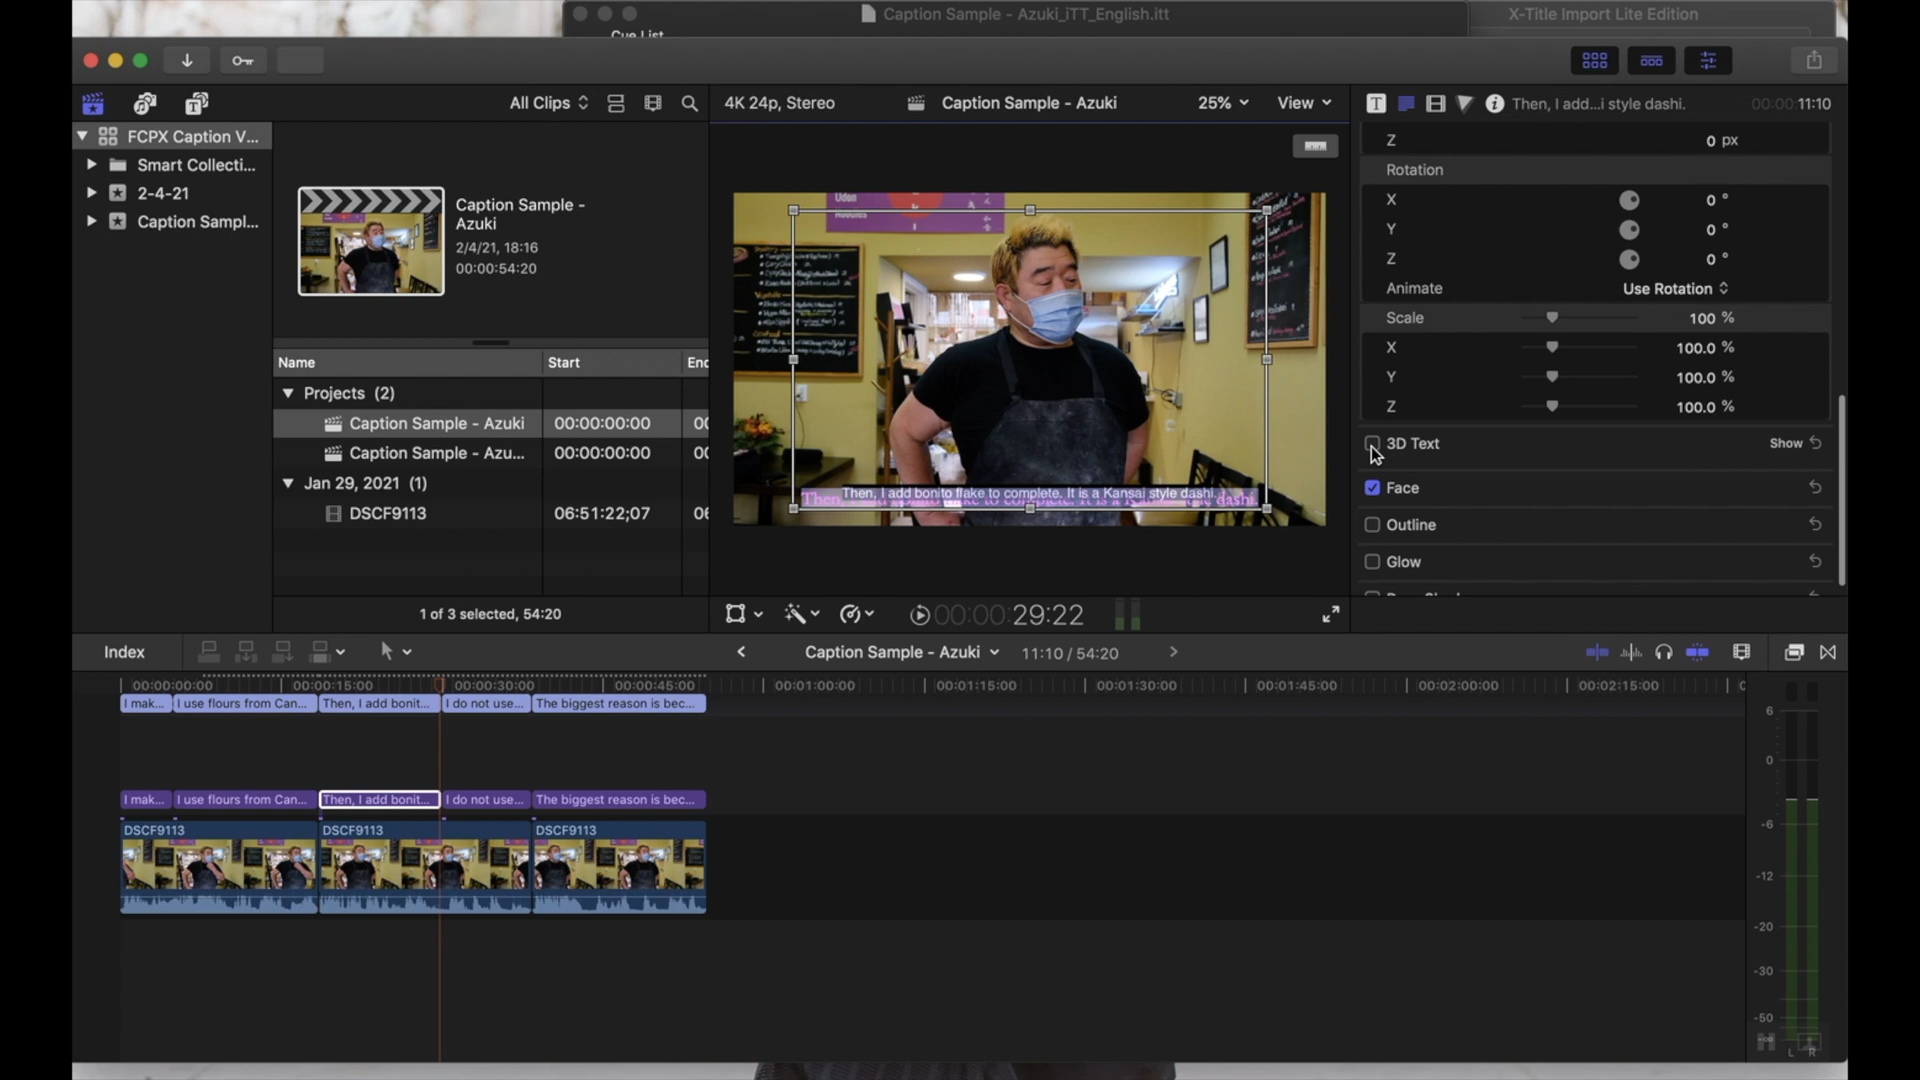 Caption Sample - Azuki_iTT_English.itt
X-Title Import Lite Edition
Cue List
All Clips
4K 24p, Stereo
Caption Sample - Azuki
25%
View
Then, I add...i style dashi.
00:00:11:10
FCPX Caption V...
Smart Collecti...
2-4-21
Caption Sampl...
Caption Sample -
Azuki
2/4/21, 18:16
00:00:54:20
Name
Start
End
Projects (2)
Caption Sample - Azuki
00:00:00:00
00
Caption Sample - Azu...
00:00:00:00
00
Jan 29, 2021 (1)
DSCF9113
06:51:22;07
06
1 of 3 selected, 54:20
Udon
Noodles
Then, I add bonito flake to complete. It is a Kansai style dashi.
00:00:29:22
Z
0 px
Rotation
X
0 °
Y
0 °
Z
0 °
Animate
Use Rotation
Scale
100 %
X
100.0 %
Y
100.0 %
Z
100.0 %
3D Text
Show
Face
Outline
Glow
Index
Caption Sample - Azuki
11:10 / 54:20
00:00:00:00
00:00:15:00
00:00:30:00
00:00:45:00
00:01:00:00
00:01:15:00
00:01:30:00
00:01:45:00
00:02:00:00
00:02:15:00
I mak...
I use flours from Can...
Then, I add bonit...
I do not use...
The biggest reason is bec...
I mak...
I use flours from Can...
Then, I add bonit...
I do not use...
The biggest reason is bec...
DSCF9113
DSCF9113
DSCF9113
6
0
-6
-12
-20
-30
-50
-∞
L
R